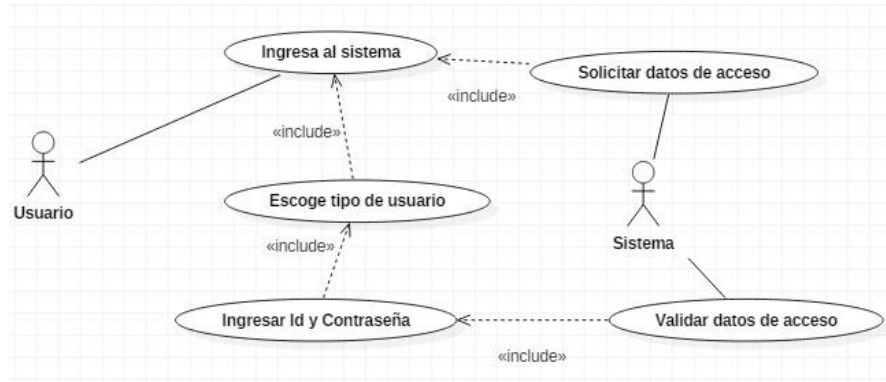 Ingresa al sistema
Solicitar datos de acceso
«include»
«include»
Usuario
Escoge tipo de usuario
Sistema
«include»
Ingresar Id y Contraseña
Validar datos de acceso
«include»